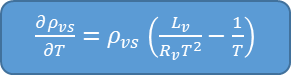 ∂ρ_vs/∂T = ρ_vs (L_v/(R_v T²) − 1/T)